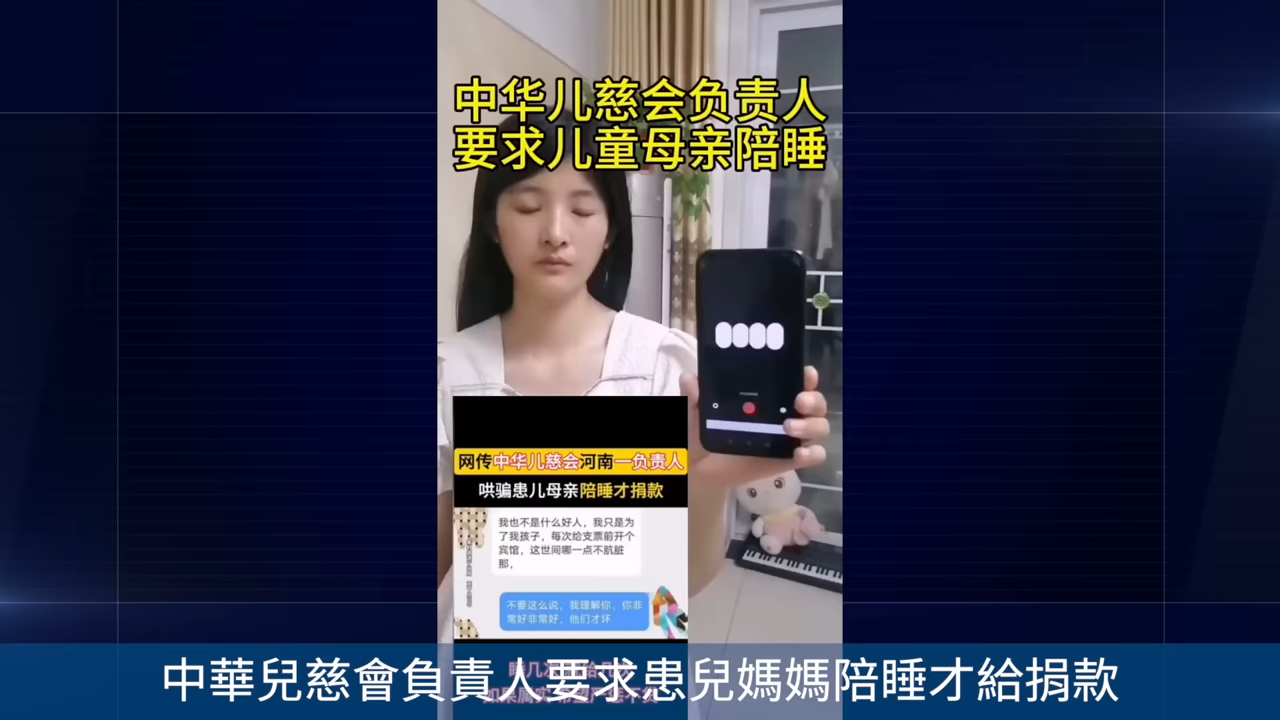 中华儿慈会负责人
要求儿童母亲陪睡
网传中华儿慈会河南一负责人
哄骗患儿母亲陪睡才捐款
我也不是什么好人，我只是为
了我孩子，每次给支票前开个
宾馆，这世间哪一点不肮脏
那，
不要这么说，我理解你，你非
常好非常好，他们才坏
中華兒慈會負責人要求患兒媽媽陪睡才給捐款